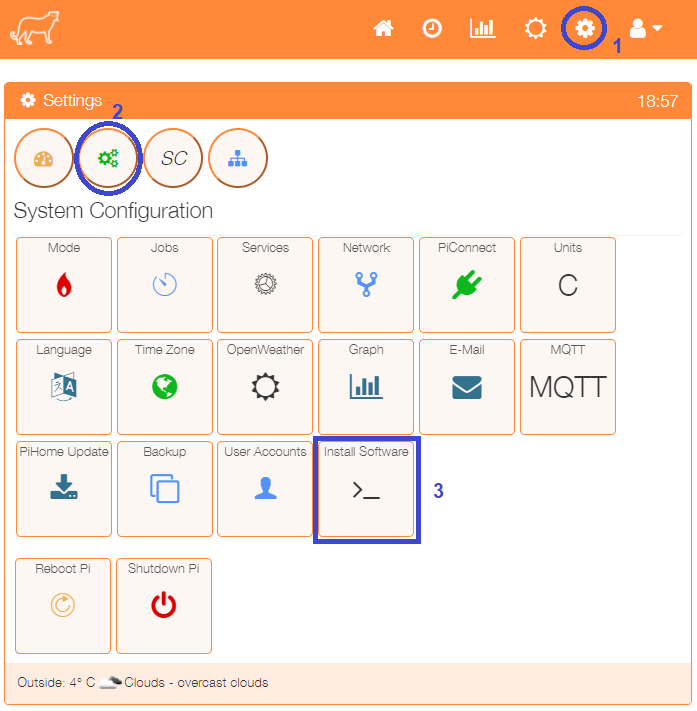 1
Settings 18:57
2
SC
System Configuration
Mode Jobs Services Network PiConnect Units
C
Language Time Zone OpenWeather Graph E-Mail MQTT
A MQTT
PiHome Update Backup User Accounts Install Software
>_ 3
Reboot Pi Shutdown Pi
Outside: 4° C Clouds - overcast clouds